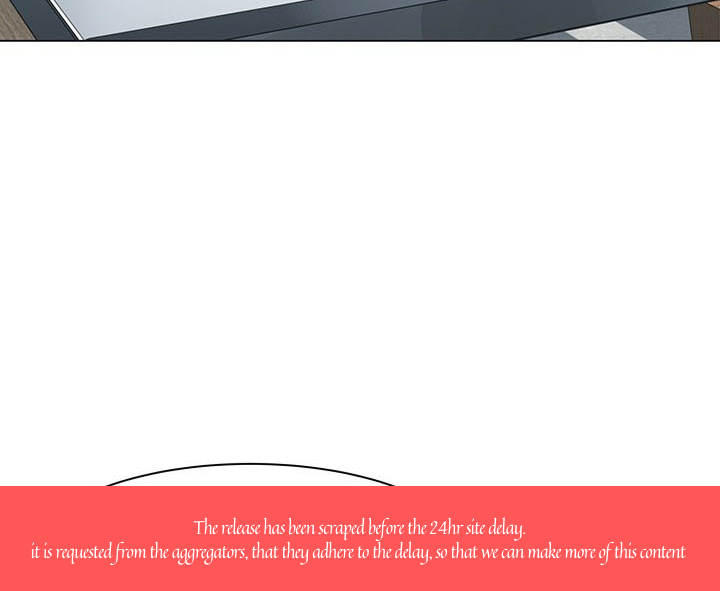 The release has been scraped before the 24hr site delay.
it is requested from the aggregators, that they adhere to the delay, so that we can make more of this content